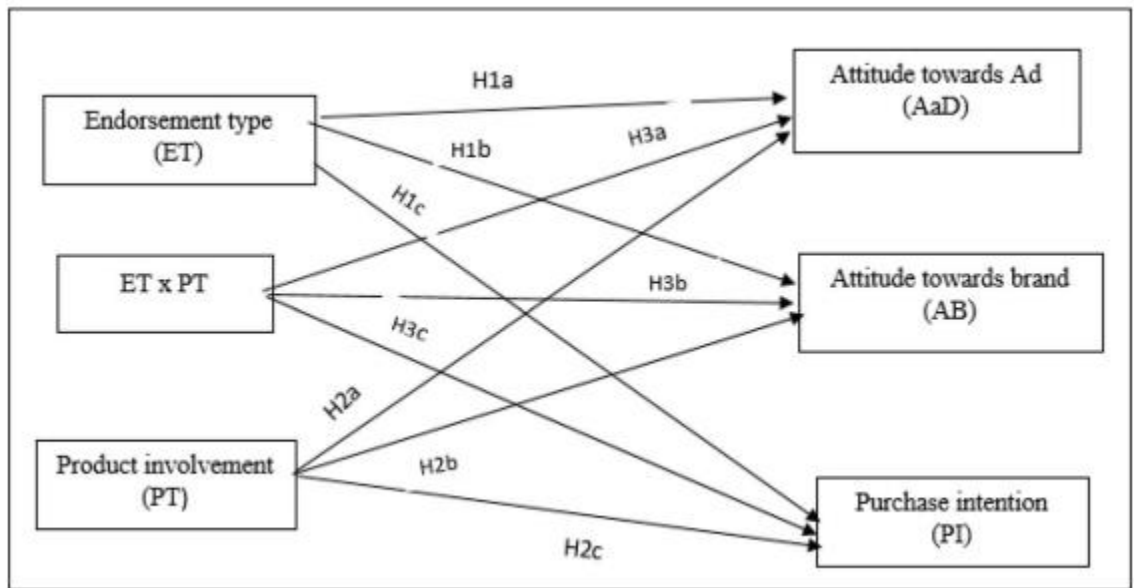 H1a
Attitude towards Ad
(AaD)
Endorsement type
(ET)
H3a
H1b
H1c
ET x PT
H3b
Attitude towards brand
(AB)
H3c
H2a
Product involvement
(PT)
H2b
Purchase intention
(PI)
H2c